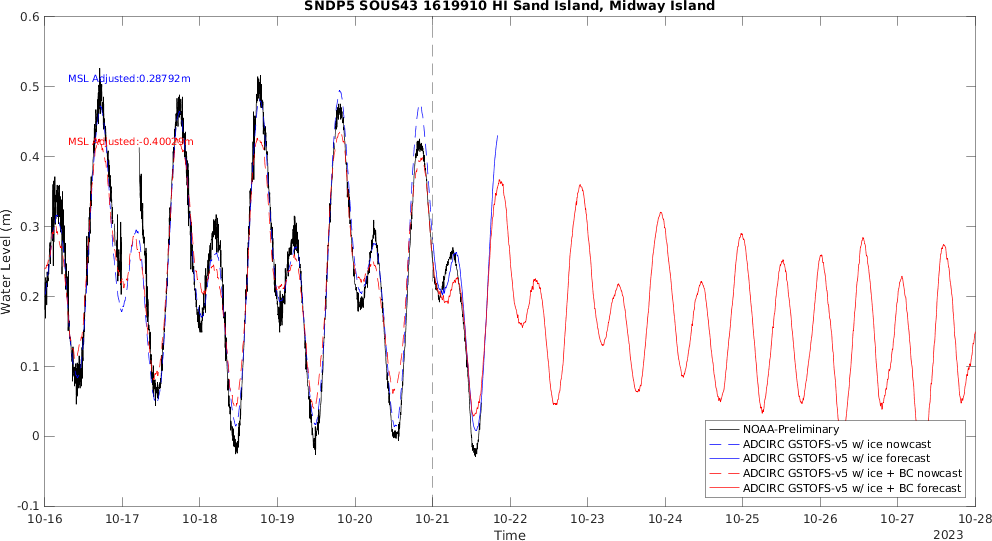 SNDP5 SOUS43 1619910 HI Sand Island, Midway Island
0.6
0.5
0.4
0.3
0.2
0.1
0
-0.1
Water Level (m)
MSL Adjusted:0.28792m
MSL Adjusted:-0.40029m
NOAA-Preliminary
ADCIRC GSTOFS-v5 w/ ice nowcast
ADCIRC GSTOFS-v5 w/ ice forecast
ADCIRC GSTOFS-v5 w/ ice + BC nowcast
ADCIRC GSTOFS-v5 w/ ice + BC forecast
10-16 10-17 10-18 10-19 10-20 10-21 10-22 10-23 10-24 10-25 10-26 10-27 10-28
Time
2023